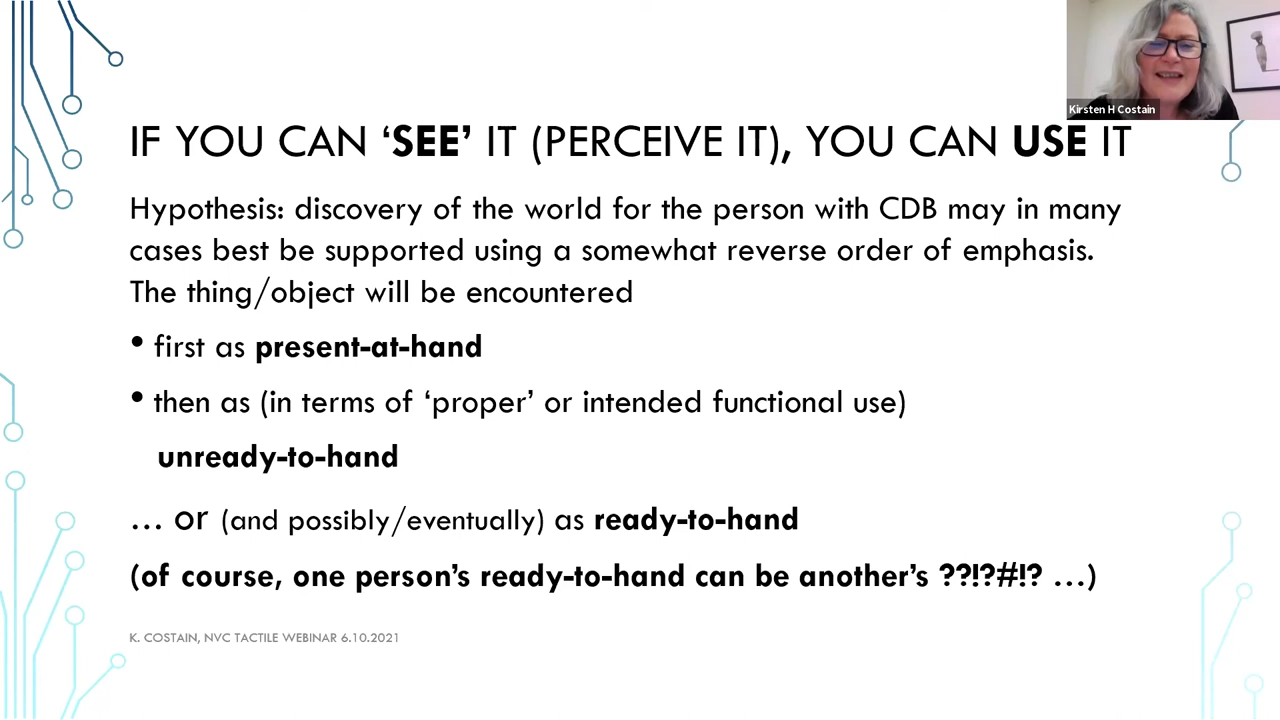 Kirsten H Costain
IF YOU CAN ‘SEE’ IT (PERCEIVE IT), YOU CAN USE IT
Hypothesis: discovery of the world for the person with CDB may in many
cases best be supported using a somewhat reverse order of emphasis.
The thing/object will be encountered
• first as present-at-hand
• then as (in terms of ‘proper’ or intended functional use)
unready-to-hand
… or (and possibly/eventually) as ready-to-hand
(of course, one person’s ready-to-hand can be another’s ??!?#!? …)
K. COSTAIN, NVC TACTILE WEBINAR 6.10.2021